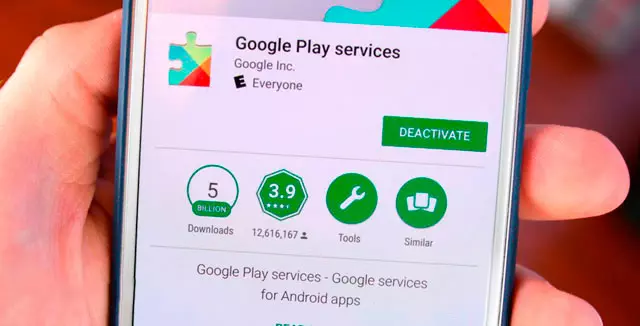 Google Play services
Google Inc.
E Everyone
DEACTIVATE
5
BILLION
3.9
Downloads
12,616,167
Tools
Similar
Google Play services - Google services
for Android apps